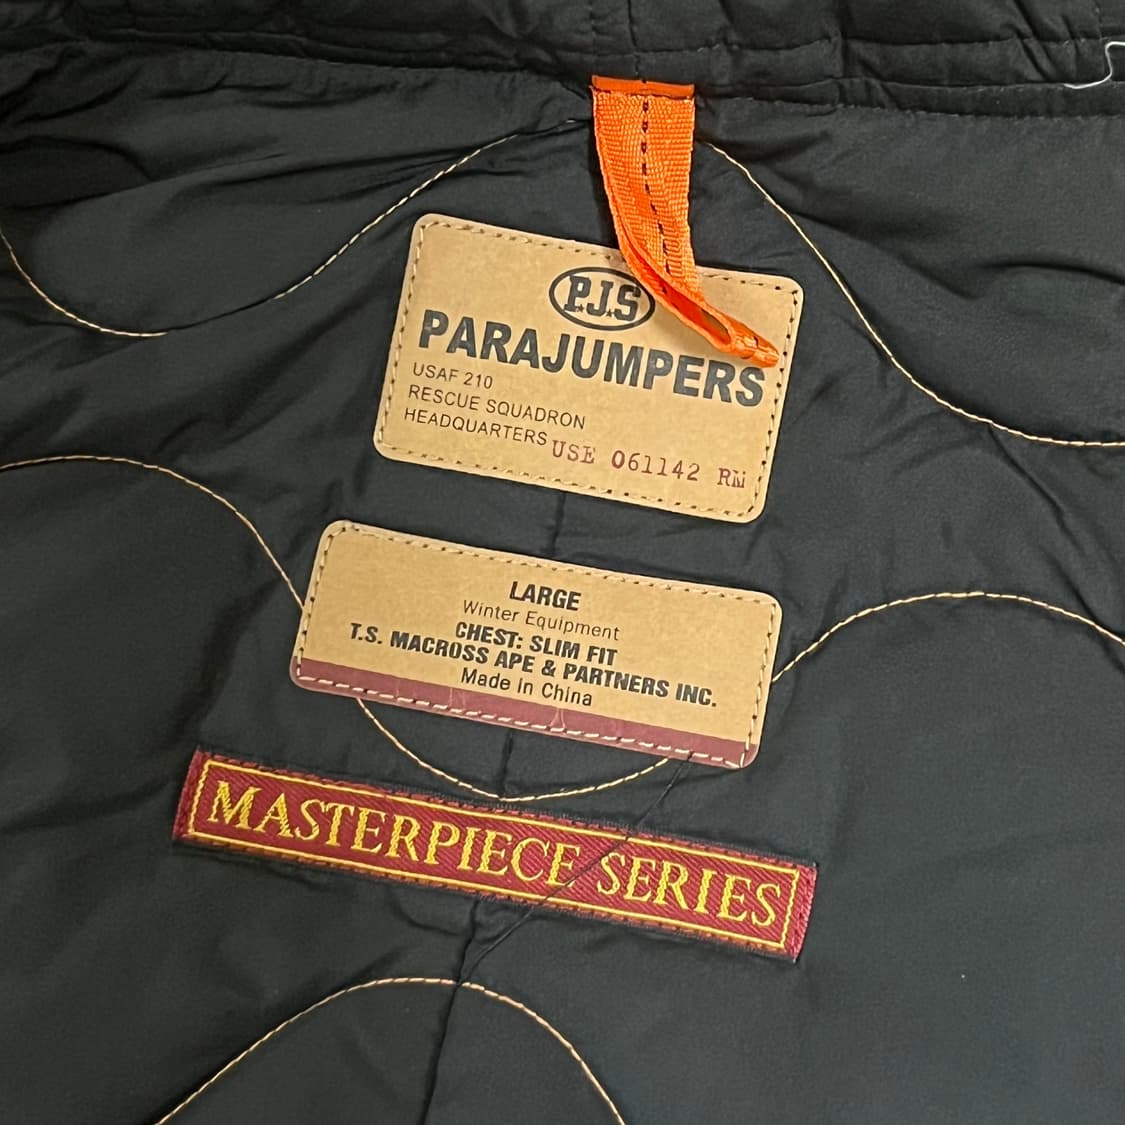 P.J.S
PARAJUMPERS
USAF 210
RESCUE SQUADRON
HEADQUARTERS USE 061142 RM
LARGE
Winter Equipment
CHEST: SLIM FIT
T.S. MACROSS APE & PARTNERS INC.
Made in China
MASTERPIECE SERIES